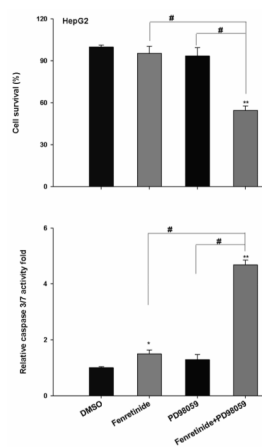 HepG2
Cell survival (%)
120
90
60
30
0
#
#
**
Relative caspase 3/7 activity fold
6
4
2
0
#
#
*
**
DMSO
Fenretinide
PD98059
Fenretinide+PD98059